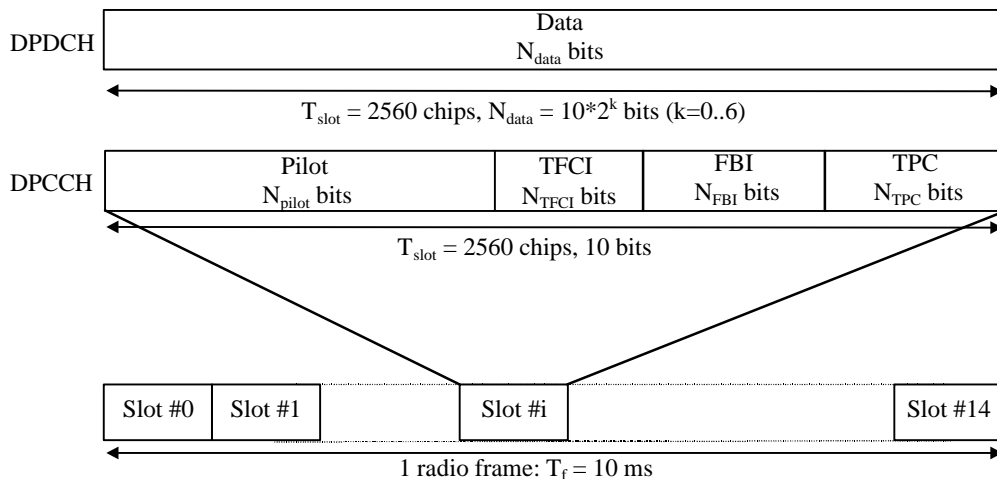 Data
DPDCH
N_data bits
T_slot = 2560 chips, N_data = 10*2^k bits (k=0..6)
Pilot TFCI FBI TPC
DPCCH
N_pilot bits N_TFCI bits N_FBI bits N_TPC bits
T_slot = 2560 chips, 10 bits
Slot #0 Slot #1 Slot #i Slot #14
1 radio frame: T_f = 10 ms